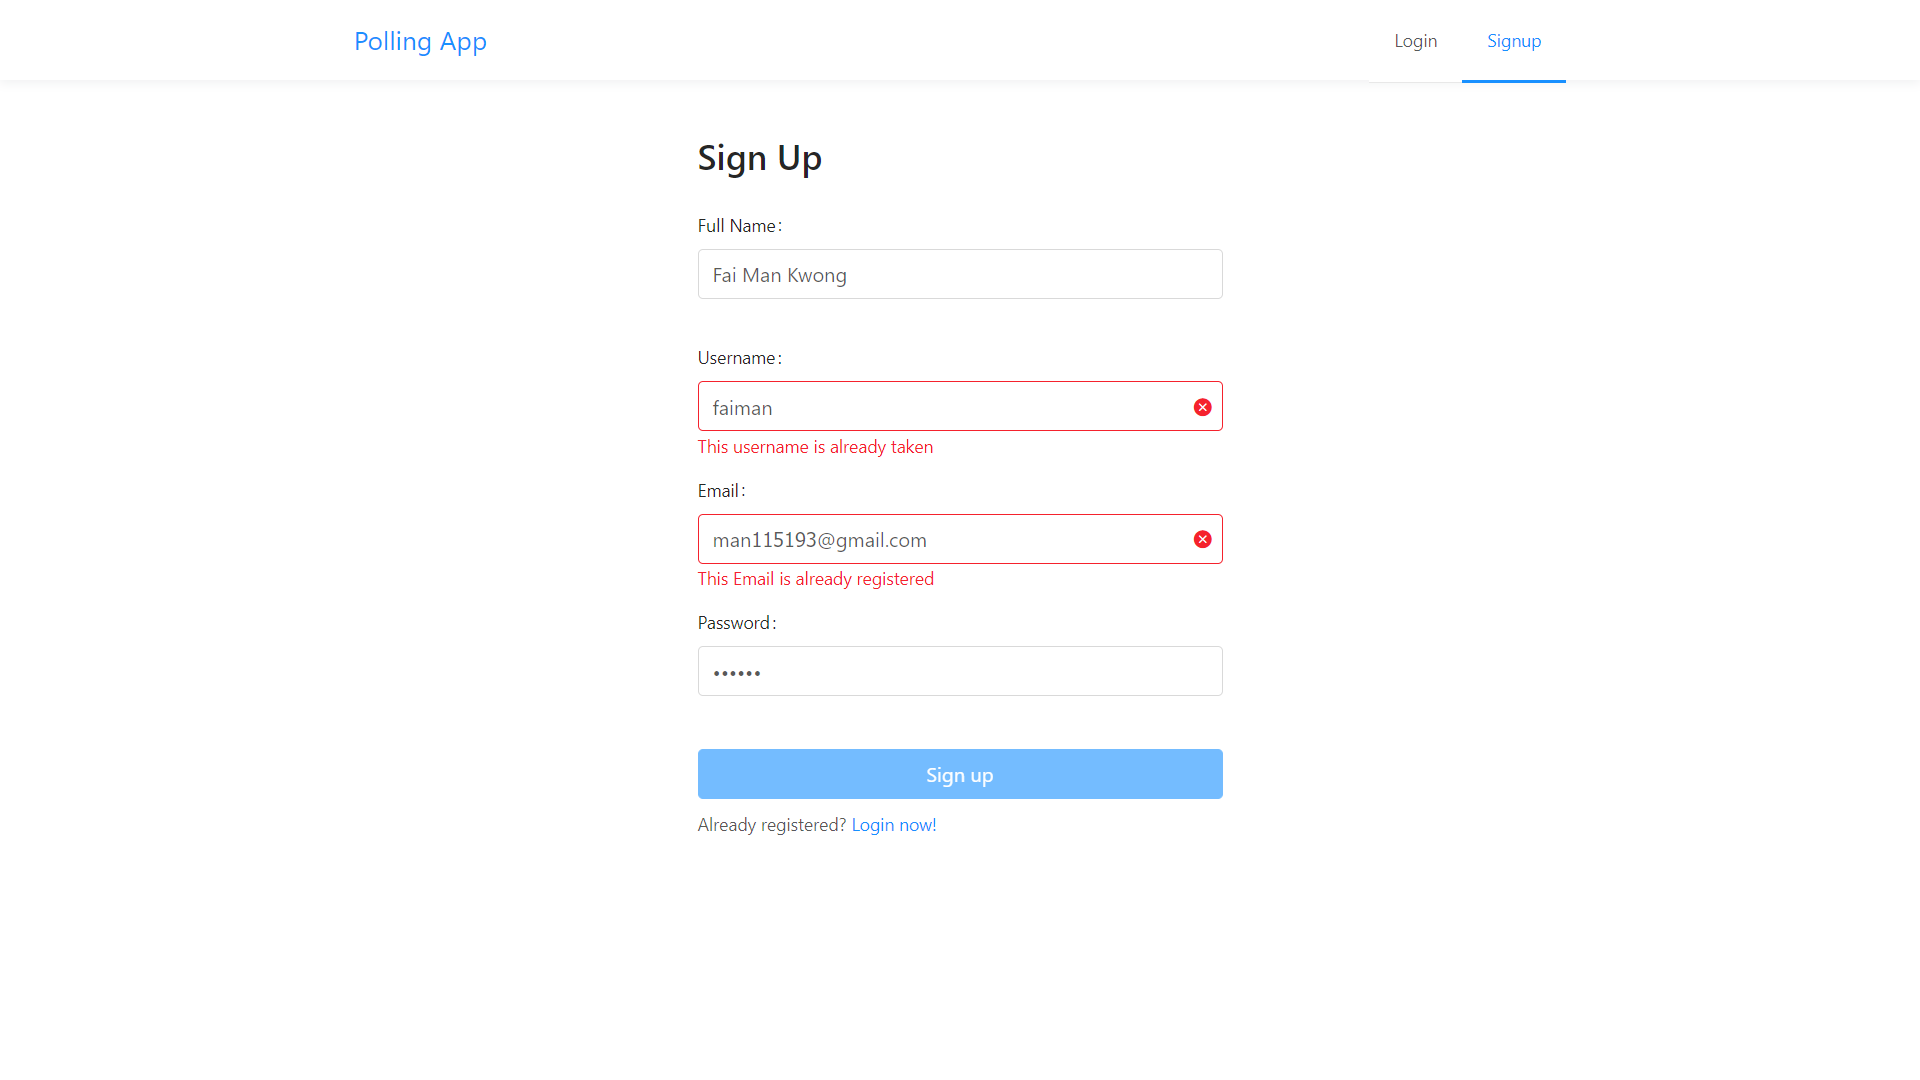 Polling App
Login
Signup
Sign Up
Full Name:
Fai Man Kwong
Username:
faiman
This username is already taken
Email:
man115193@gmail.com
This Email is already registered
Password:
••••••
Sign up
Already registered? Login now!